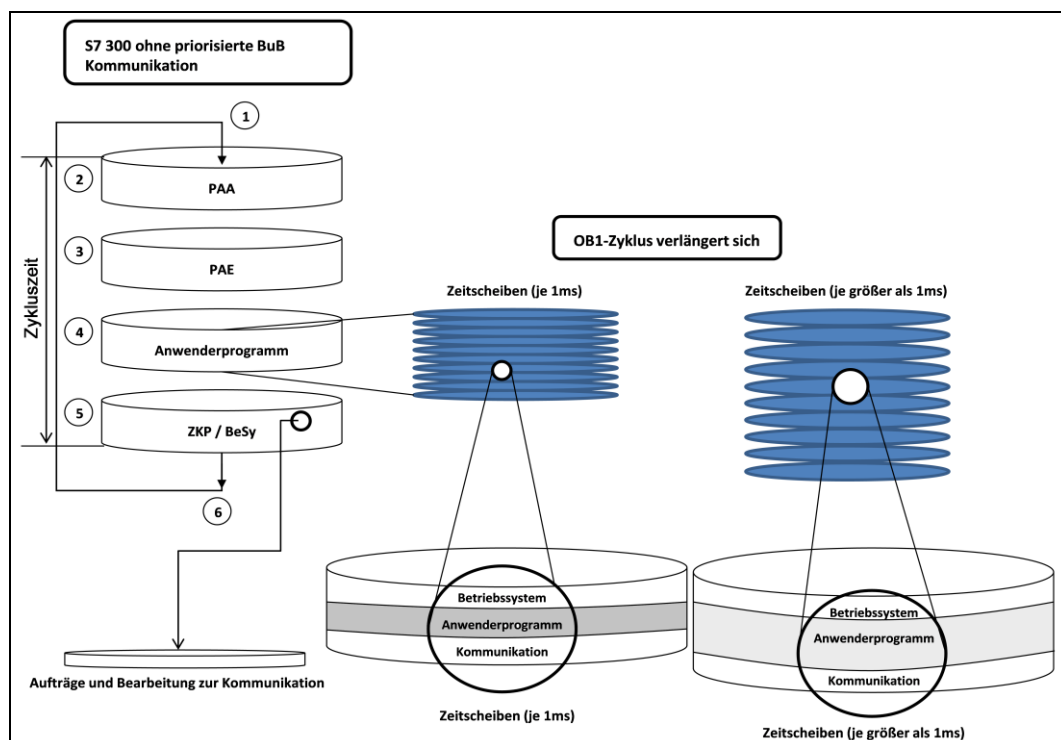 S7 300 ohne priorisierte BuB
Kommunikation
1
2
PAA
3
PAE
4
Anwenderprogramm
5
ZKP / BeSy
6
Zykluszeit
Aufträge und Bearbeitung zur Kommunikation
OB1-Zyklus verlängert sich
Zeitscheiben (je 1ms)
Betriebssystem
Anwenderprogramm
Kommunikation
Zeitscheiben (je 1ms)
Zeitscheiben (je größer als 1ms)
Betriebssystem
Anwenderprogramm
Kommunikation
Zeitscheiben (je größer als 1ms)